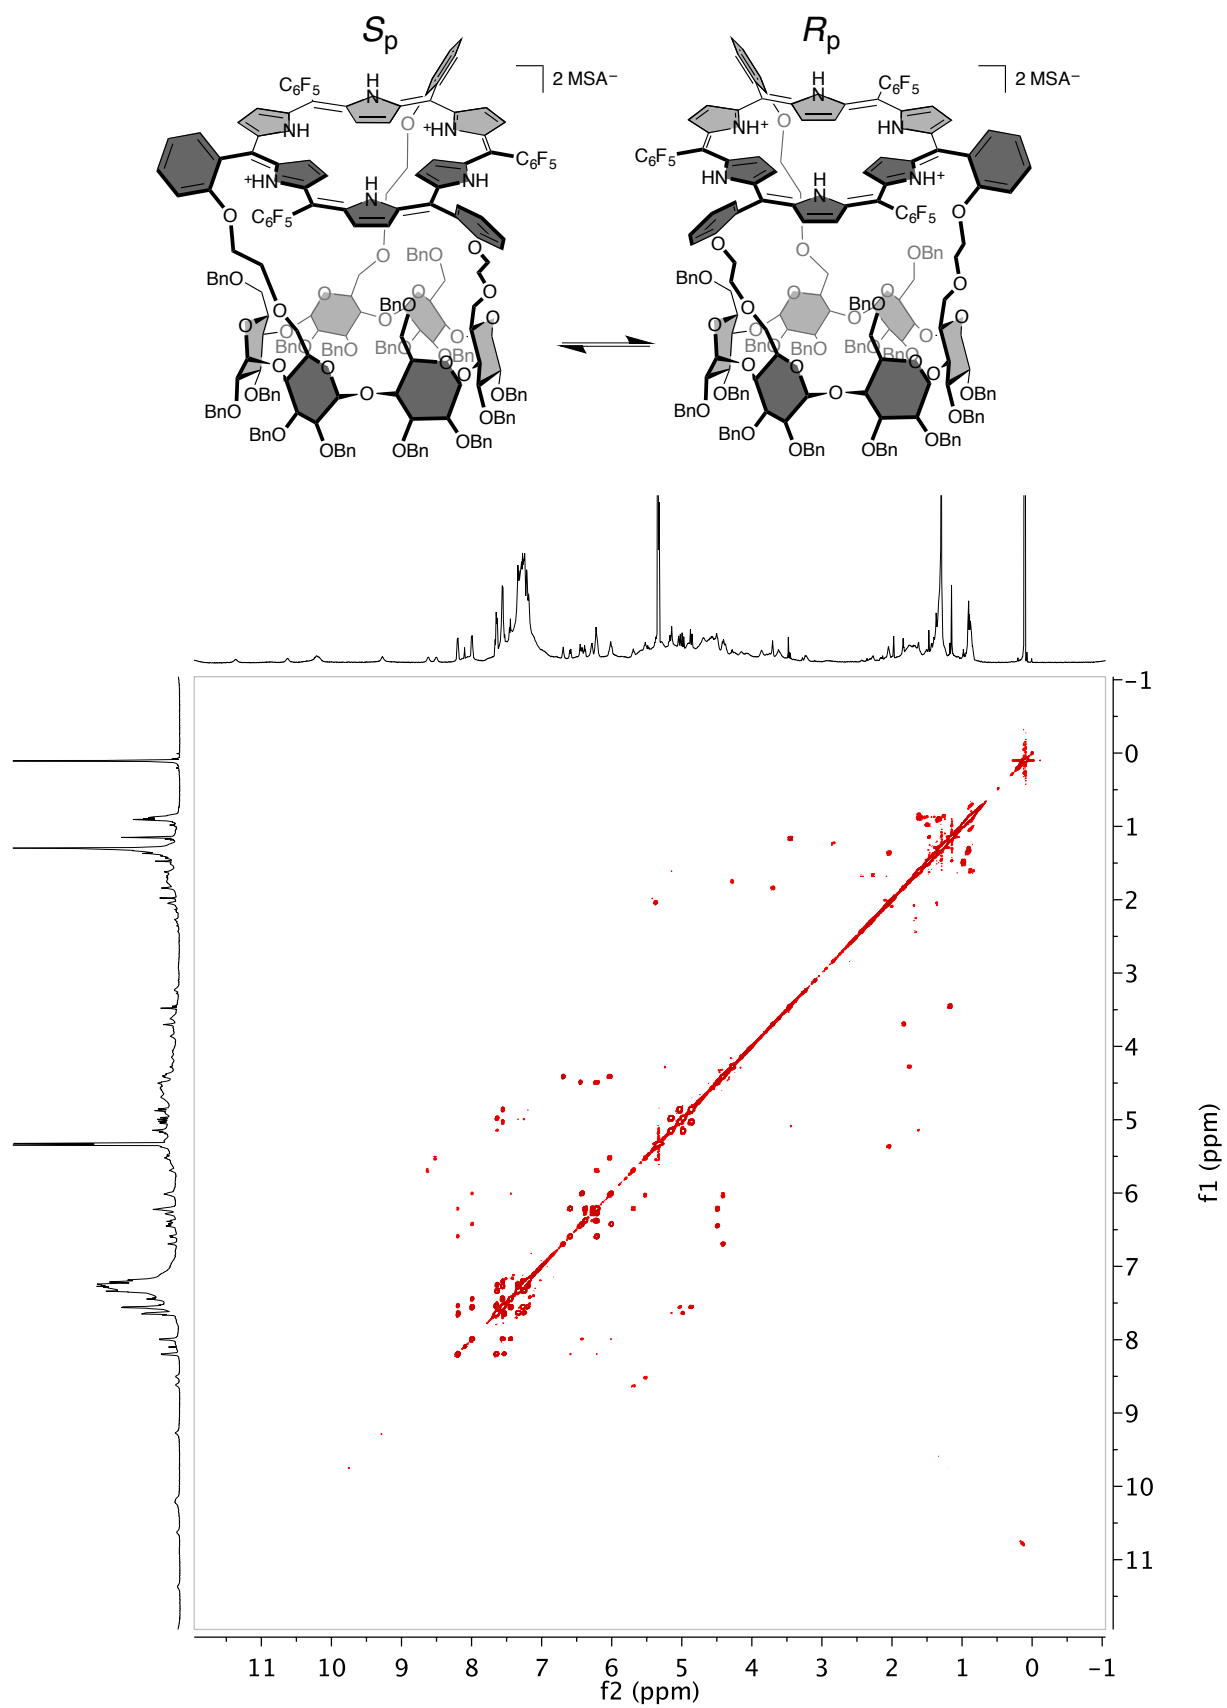 Sp Rp
2 MSA– 2 MSA–
C6F5 H N H N C6F5
NH +HN NH+ HN
O O
C6F5 C6F5
+HN H N NH HN H N NH+
C6F5 C6F5
O O O O
O BnO O OBn
BnO O O BnO O O
O BnO O O O BnO O O
O O O O O O
BnO BnO BnO OBn BnO BnO BnO OBn
O O O O O O
BnO OBn O OBn BnO OBn O OBn
OBn OBn
BnO OBn BnO OBn
OBn OBn OBn OBn OBn OBn
–1
0
1
2
3
4
5
6
7
8
9
10
11
f1 (ppm)
11 10 9 8 7 6 5 4 3 2 1 0 –1
f2 (ppm)